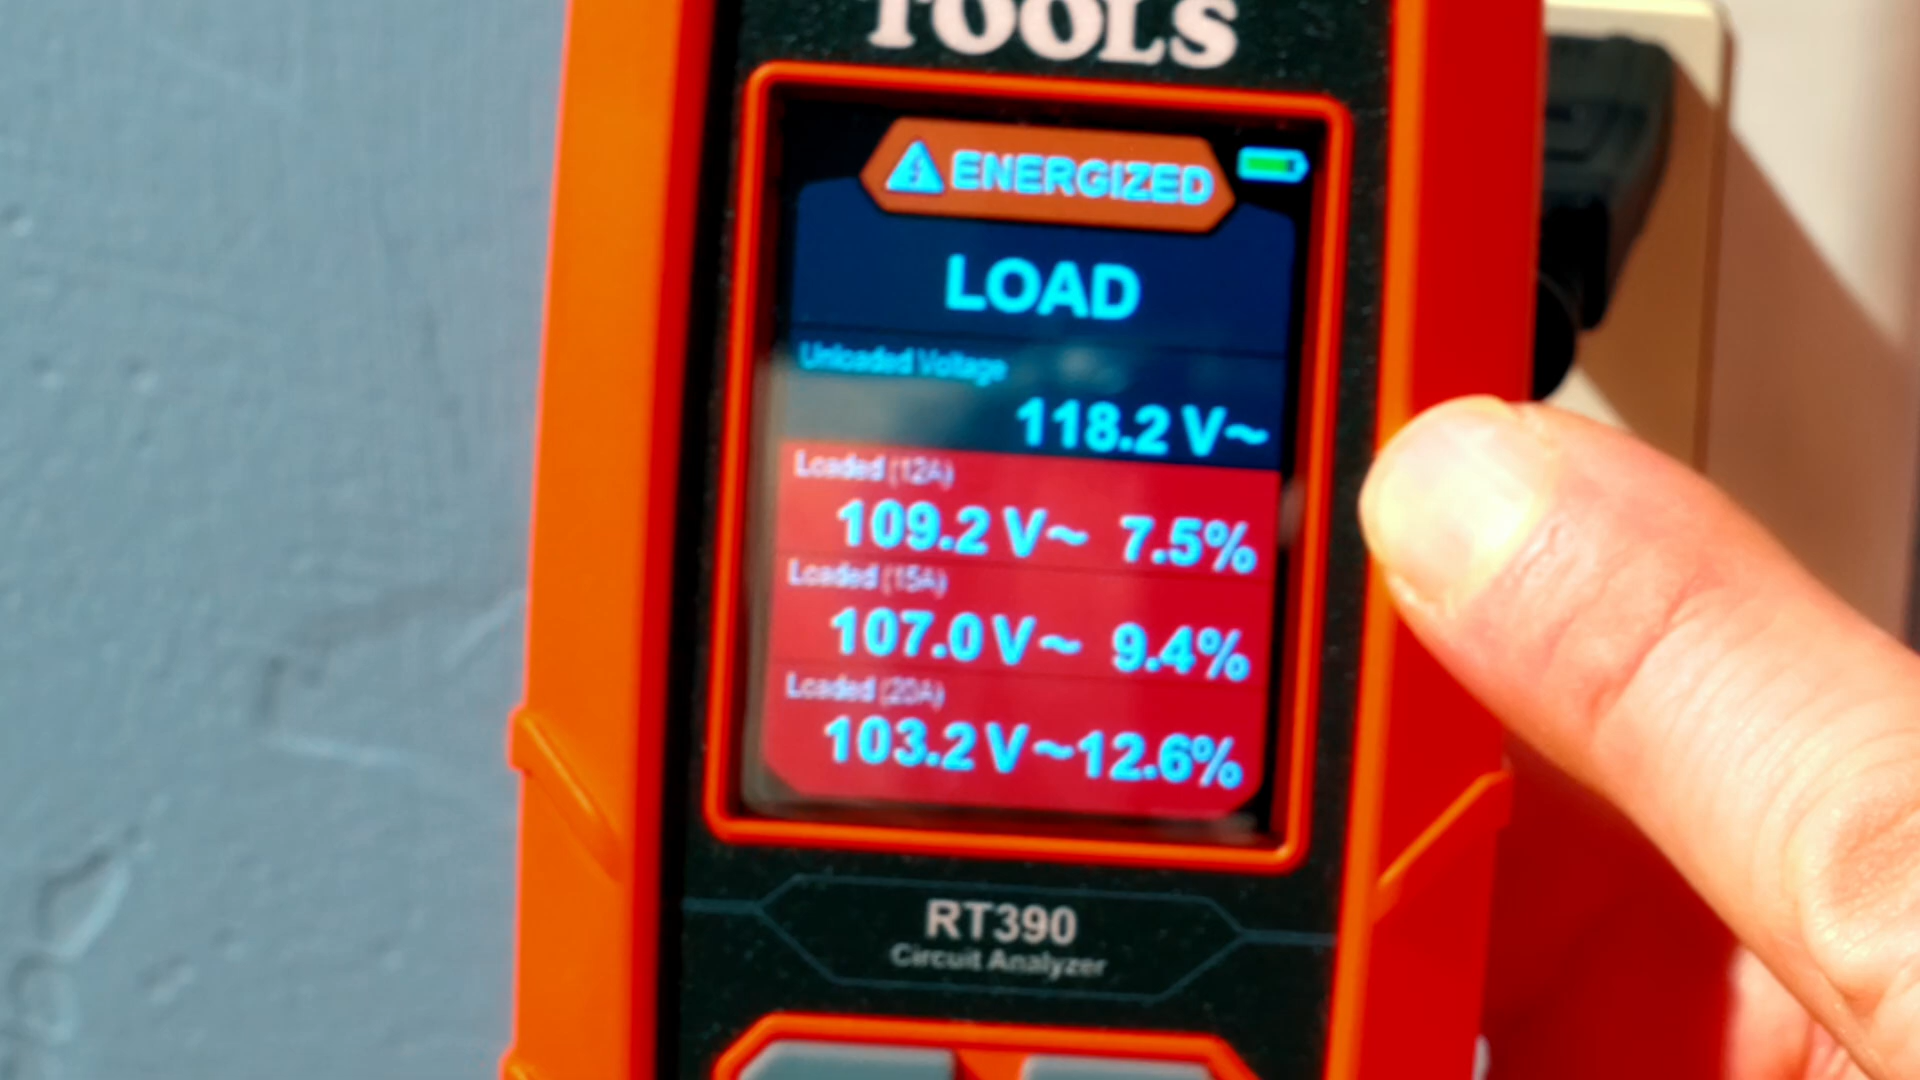 TOOLS
ENERGIZED
LOAD
Unloaded Voltage
118.2 V~
Loaded (12A)
109.2 V~ 7.5%
Loaded (15A)
107.0 V~ 9.4%
Loaded (20A)
103.2 V~ 12.6%
RT390
Circuit Analyzer